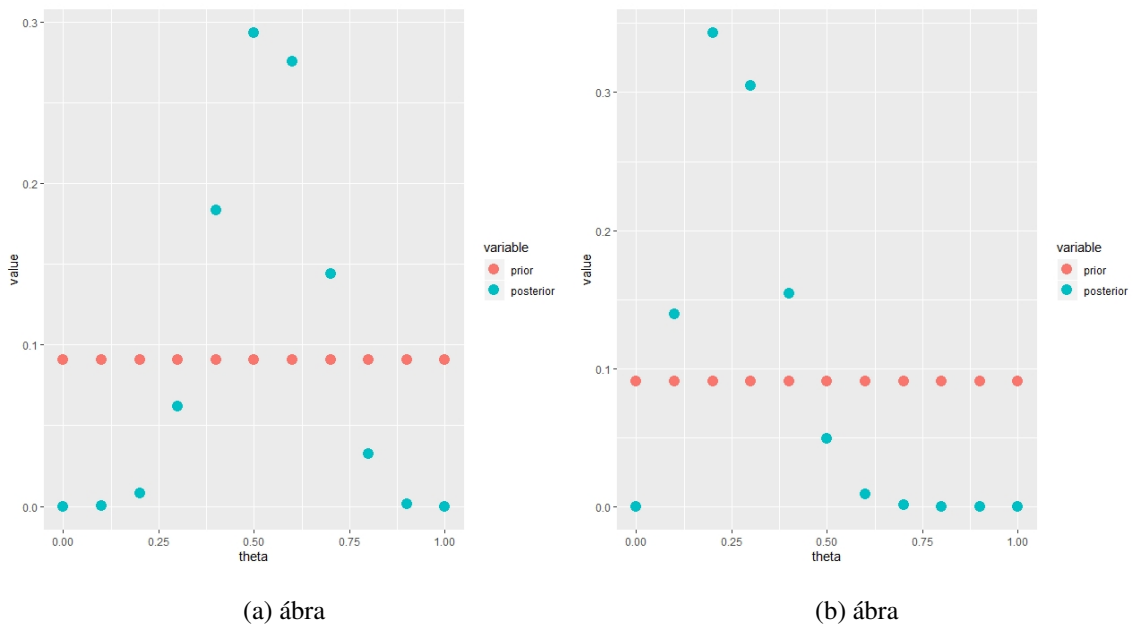 0.3
0.2
0.1
0.0
value
0.00 0.25 0.50 0.75 1.00
theta
variable
prior
posterior
(a) ábra
0.3
0.2
0.1
0.0
value
0.00 0.25 0.50 0.75 1.00
theta
variable
prior
posterior
(b) ábra